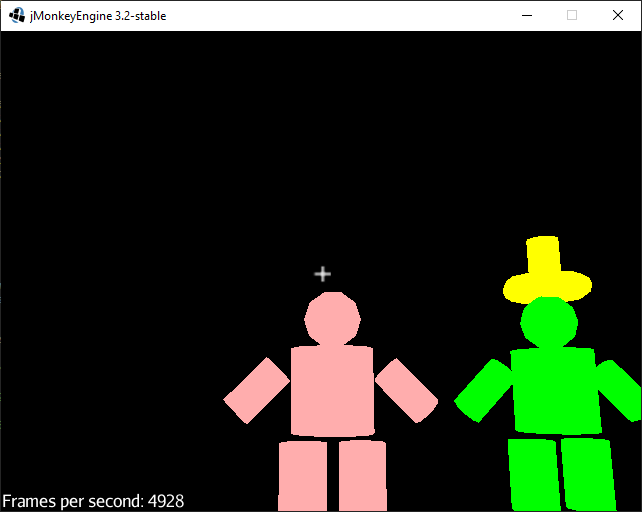 jMonkeyEngine 3.2-stable
Frames per second: 4928